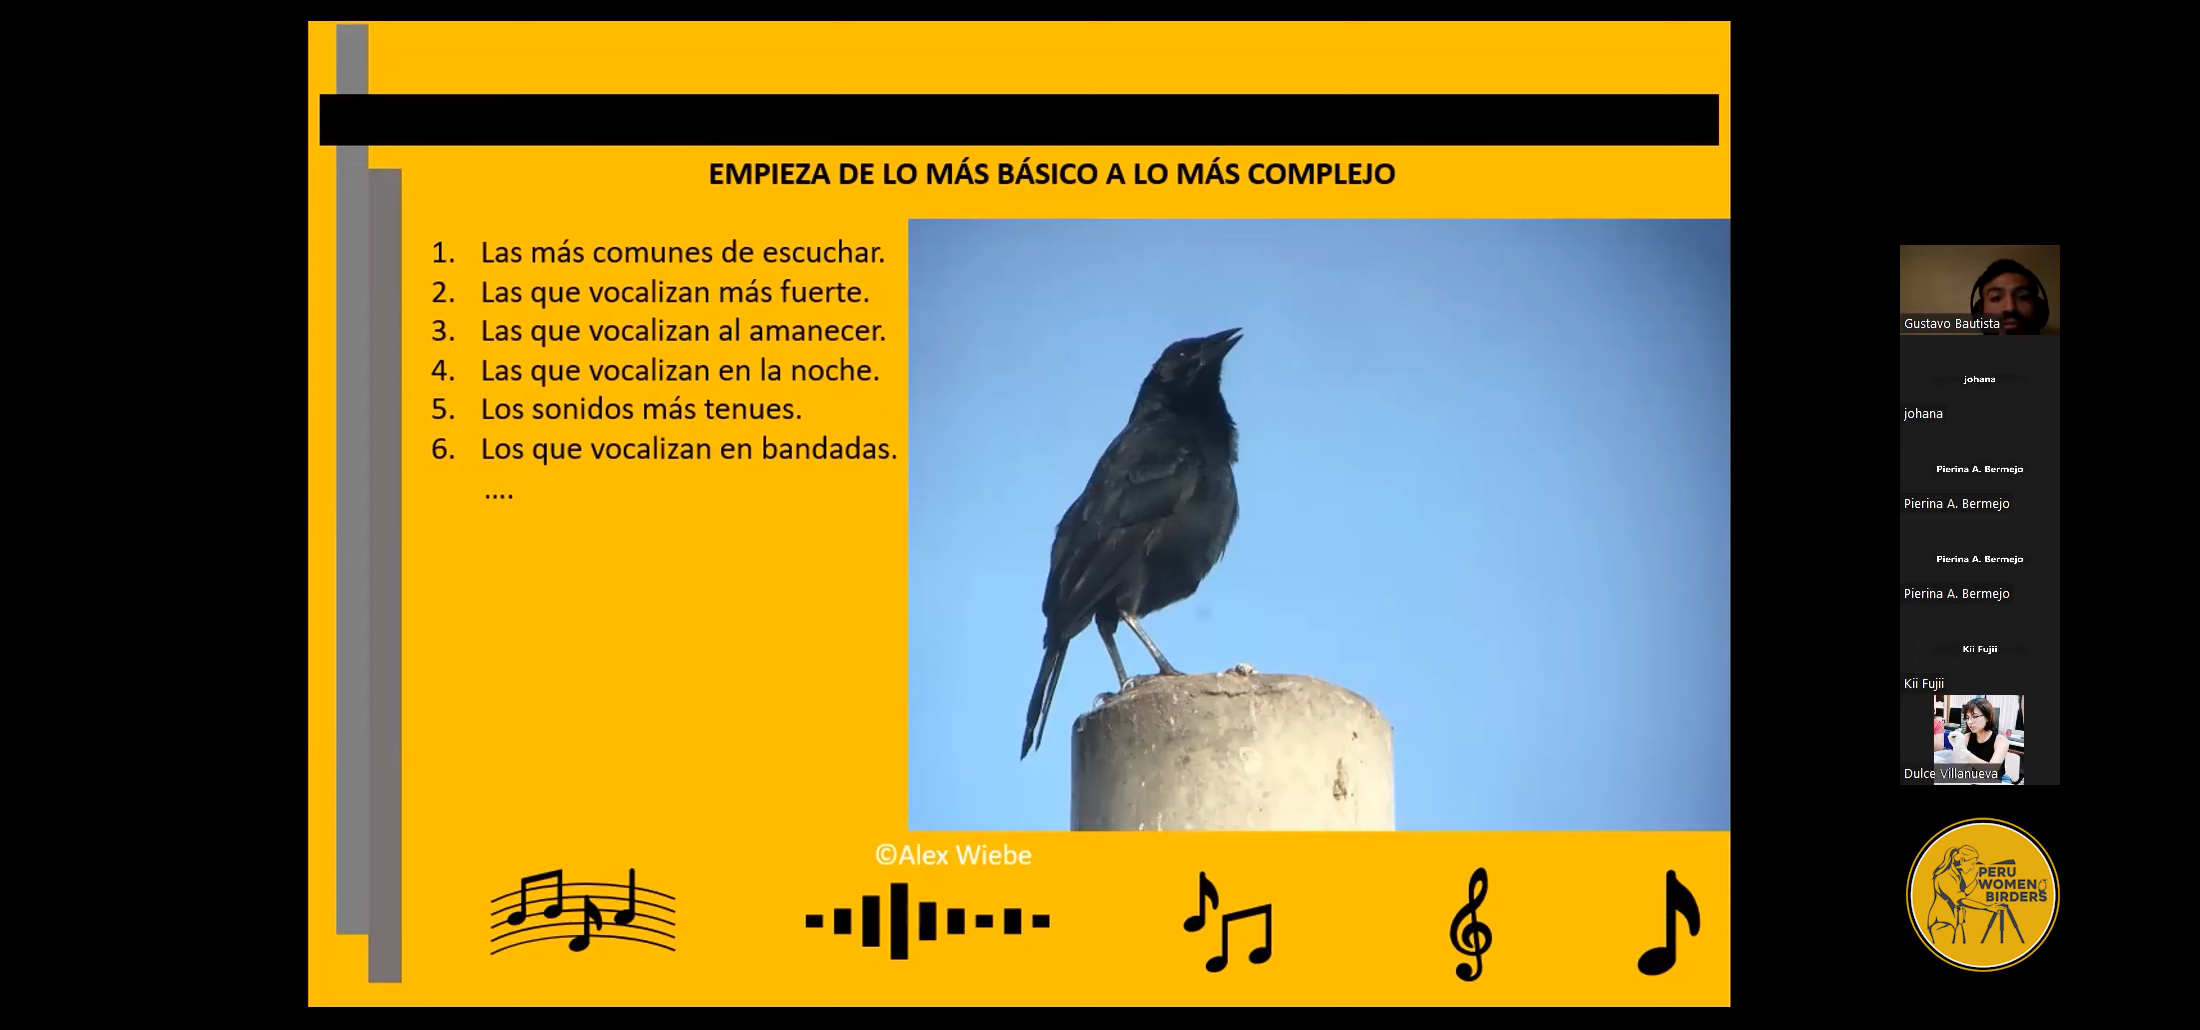 EMPIEZA DE LO MÁS BÁSICO A LO MÁS COMPLEJO
1. Las más comunes de escuchar.
2. Las que vocalizan más fuerte.
3. Las que vocalizan al amanecer.
4. Las que vocalizan en la noche.
5. Los sonidos más tenues.
6. Los que vocalizan en bandadas.
....
©Alex Wiebe
Gustavo Bautista
johana
johana
Pierina A. Bermejo
Pierina A. Bermejo
Pierina A. Bermejo
Pierina A. Bermejo
Kii Fujii
Kii Fujii
Dulce Villanueva
PERU
WOMEN
BIRDERS